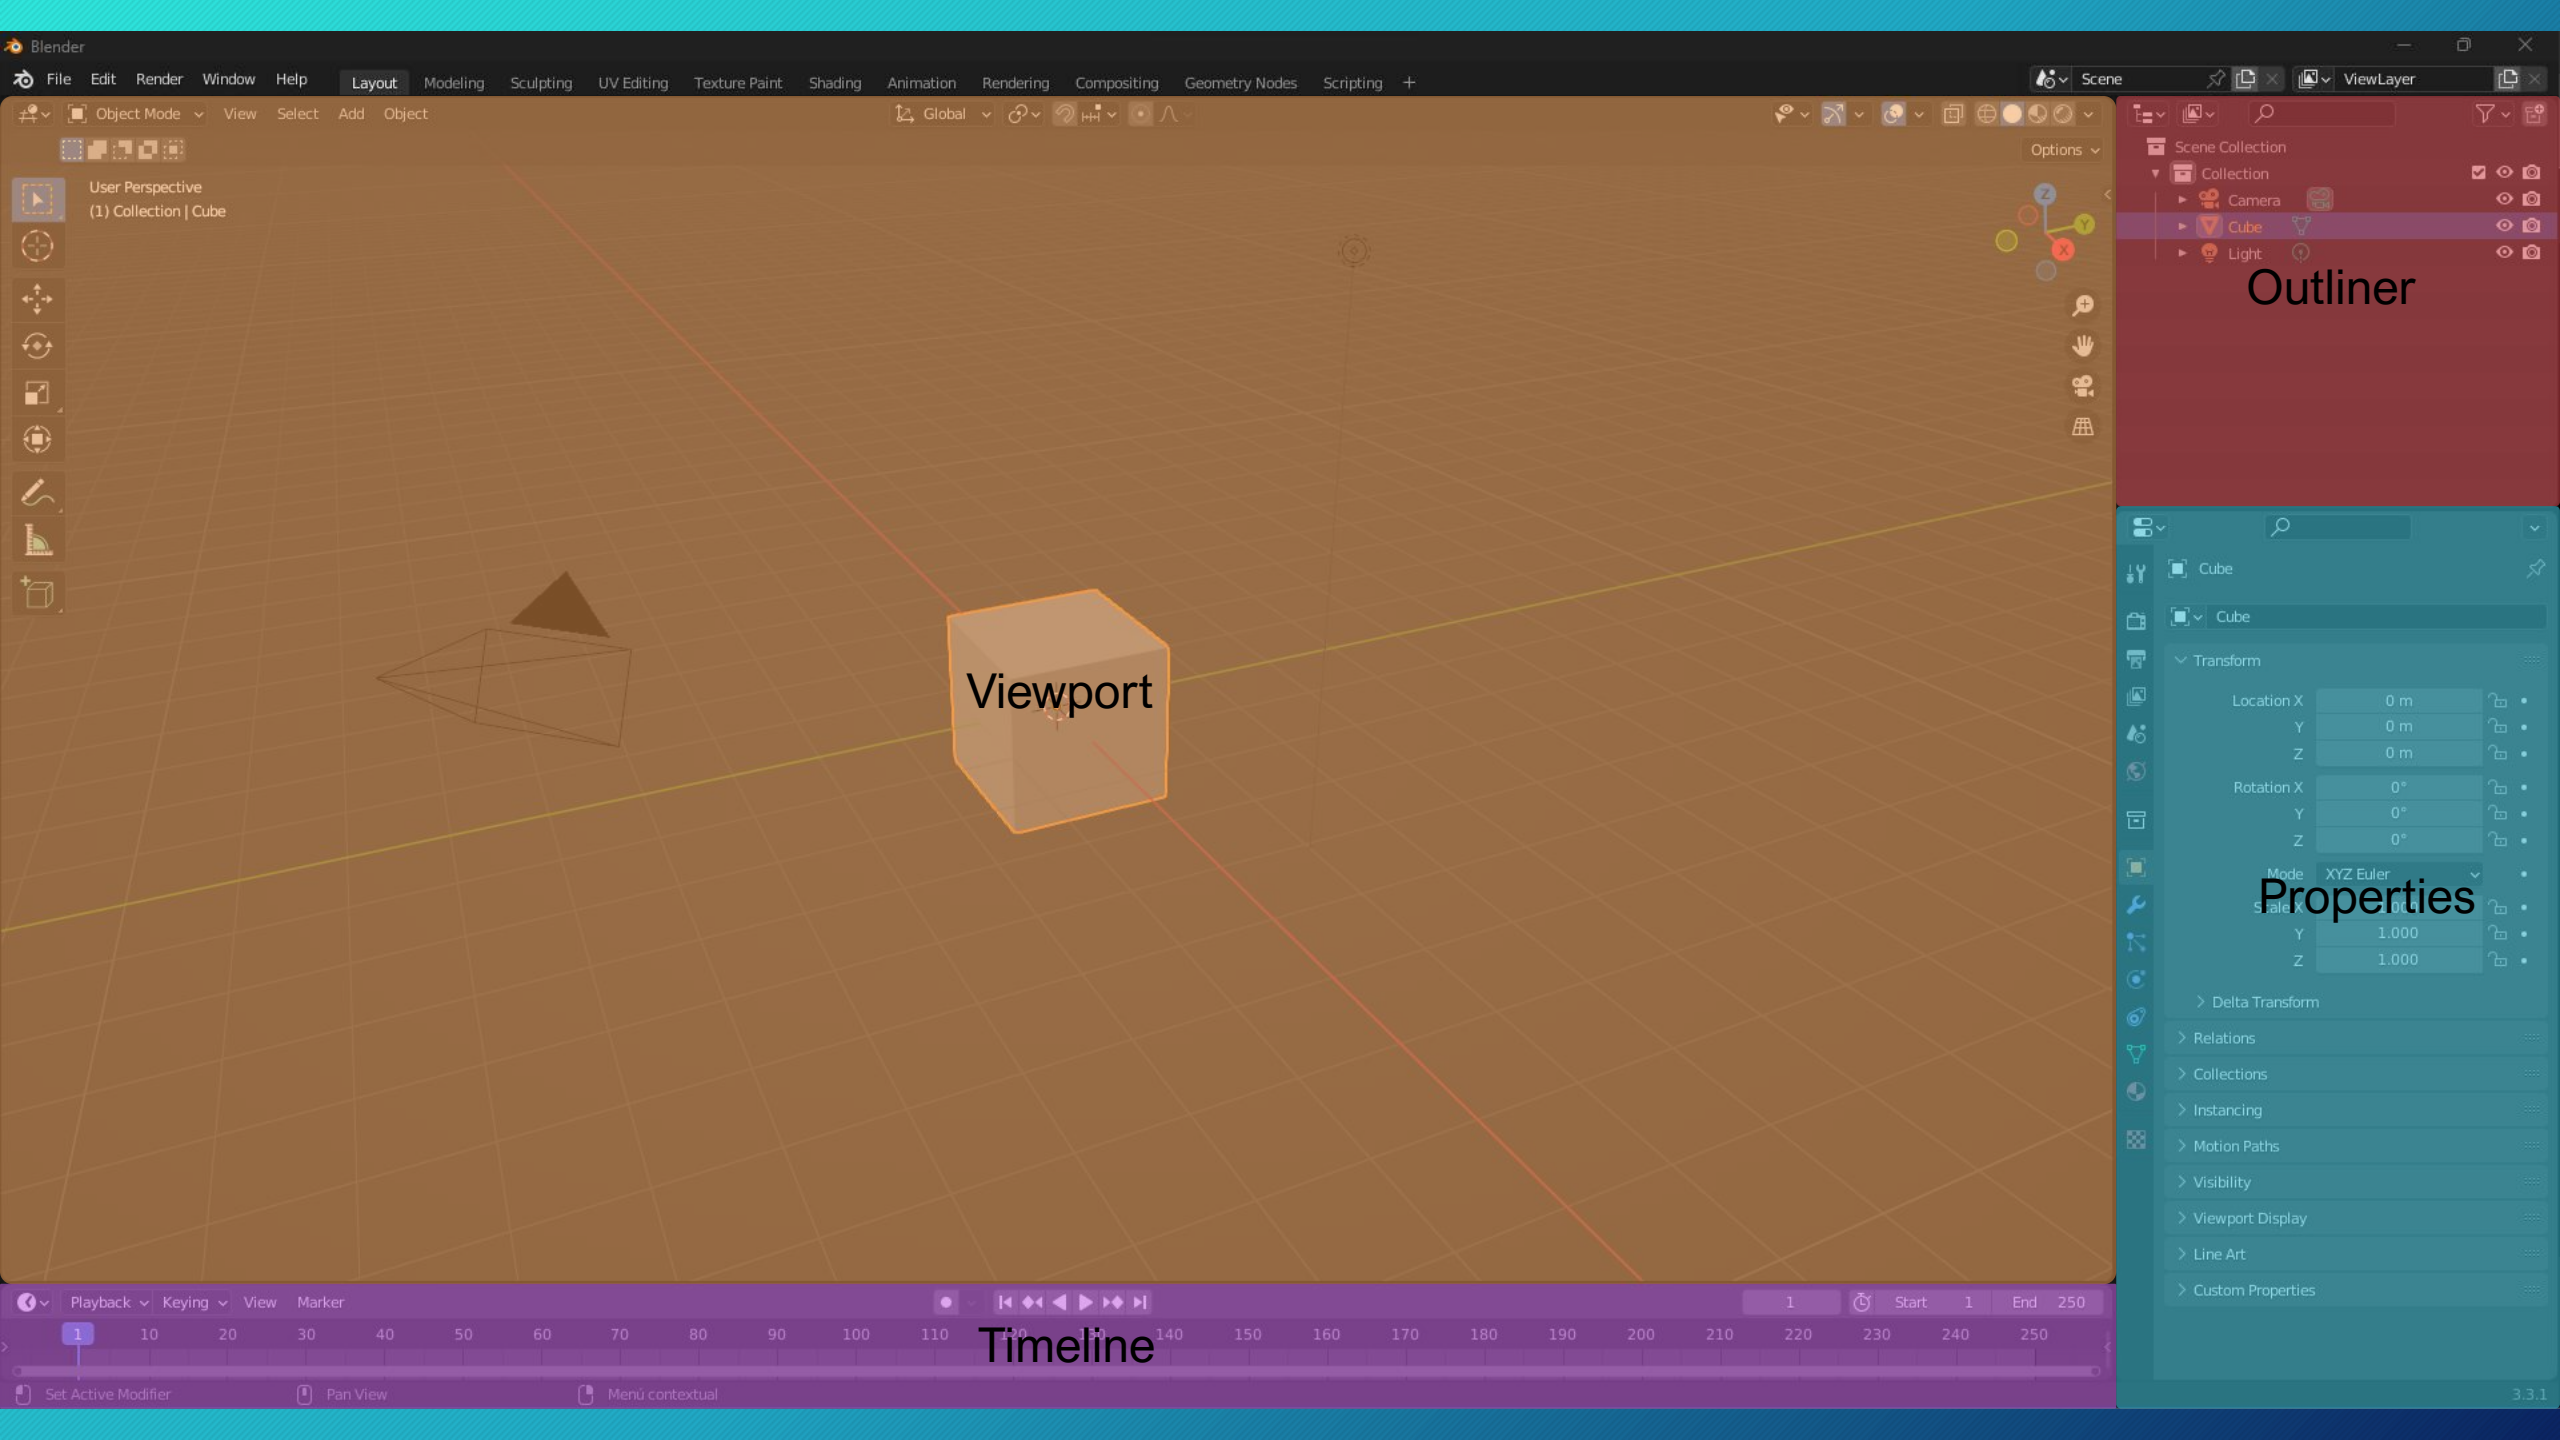 Blender
File Edit Render Window Help Layout Modeling Sculpting UV Editing Texture Paint Shading Animation Rendering Compositing Geometry Nodes Scripting + Scene ViewLayer
Object Mode View Select Add Object Global
Options
User Perspective
(1) Collection | Cube
Z
Y
X
Viewport
Scene Collection
Collection
Camera
Cube
Light
Outliner
Cube
Cube
Transform
Location X 0 m
Y 0 m
Z 0 m
Rotation X 0°
Y 0°
Z 0°
Mode XYZ Euler
Properties
Scale X
Y 1.000
Z 1.000
Delta Transform
Relations
Collections
Instancing
Motion Paths
Visibility
Viewport Display
Line Art
Custom Properties
Playback Keying View Marker 1 Start 1 End 250
1 10 20 30 40 50 60 70 80 90 100 110 120 130 140 150 160 170 180 190 200 210 220 230 240 250
Timeline
Set Active Modifier Pan View Menú contextual 3.3.1